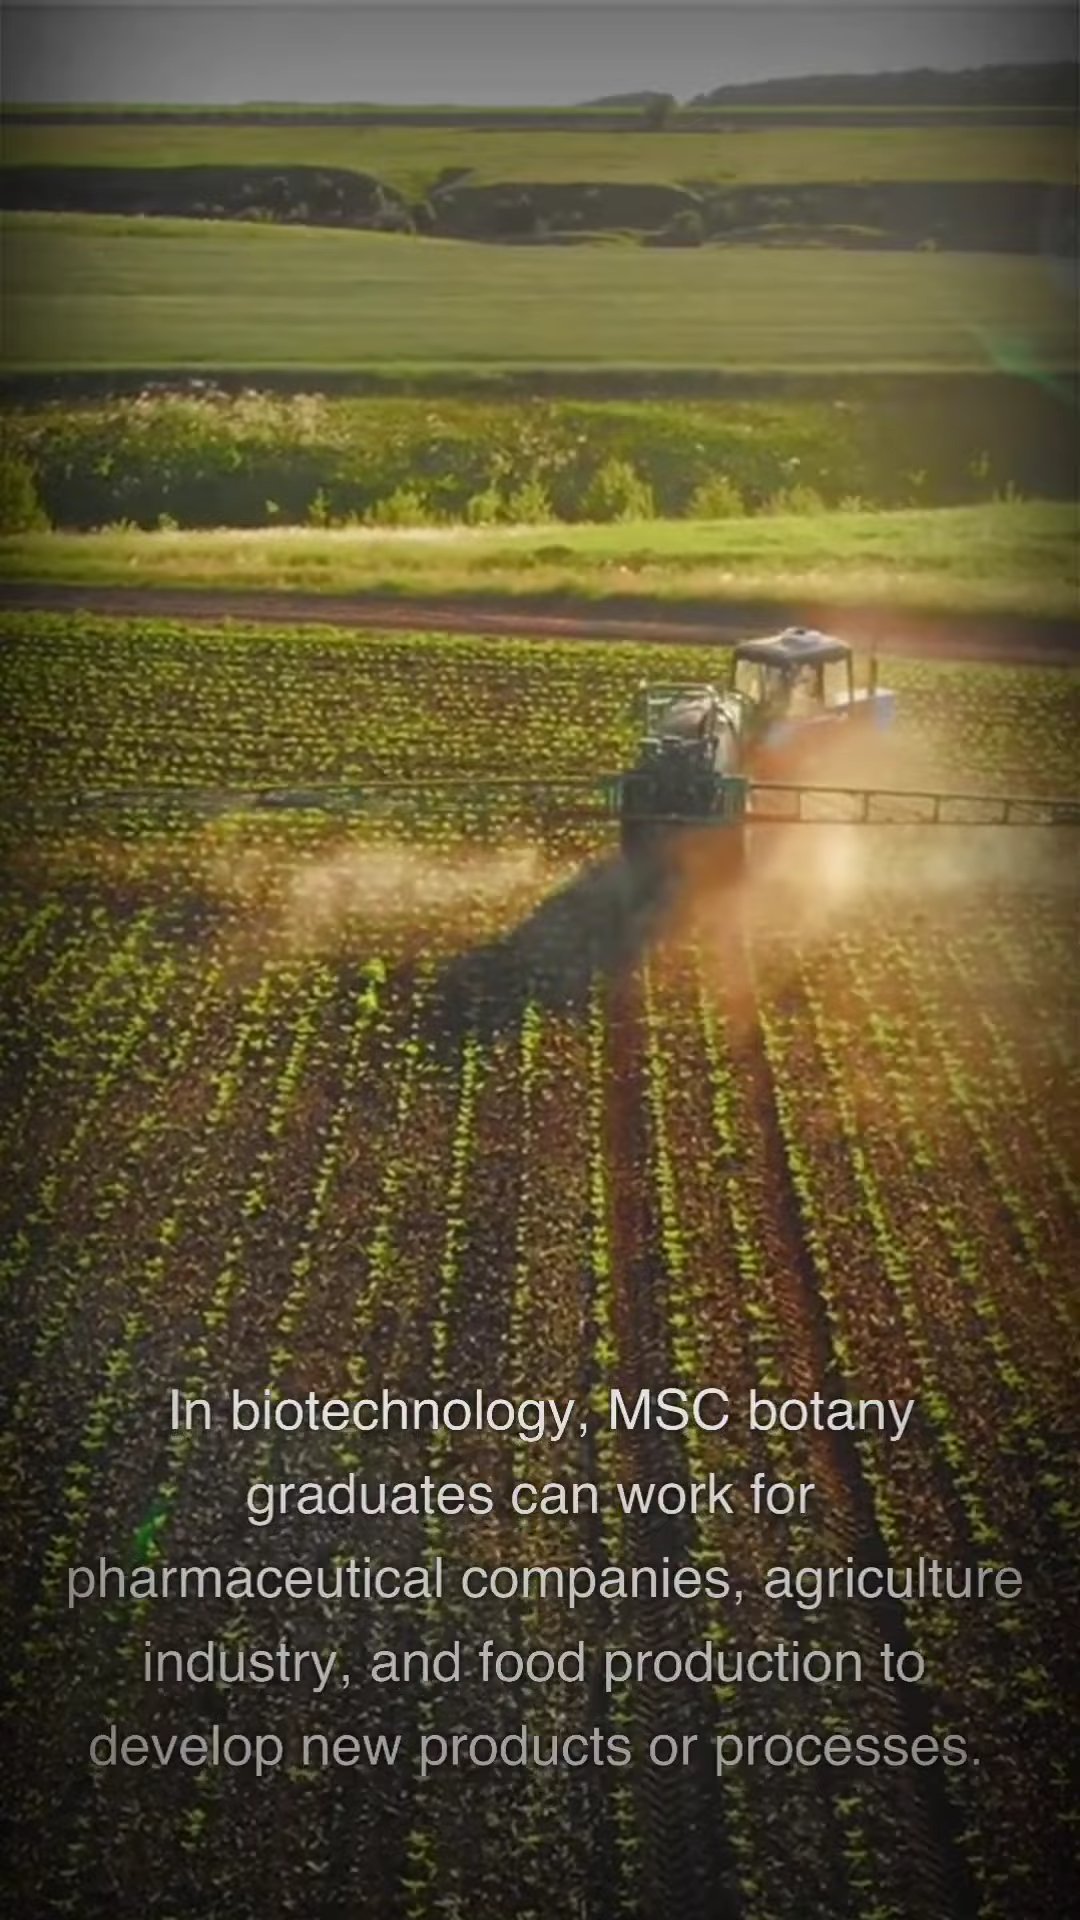 In biotechnology, MSC botany
graduates can work for
pharmaceutical companies, agriculture
industry, and food production to
develop new products or processes.